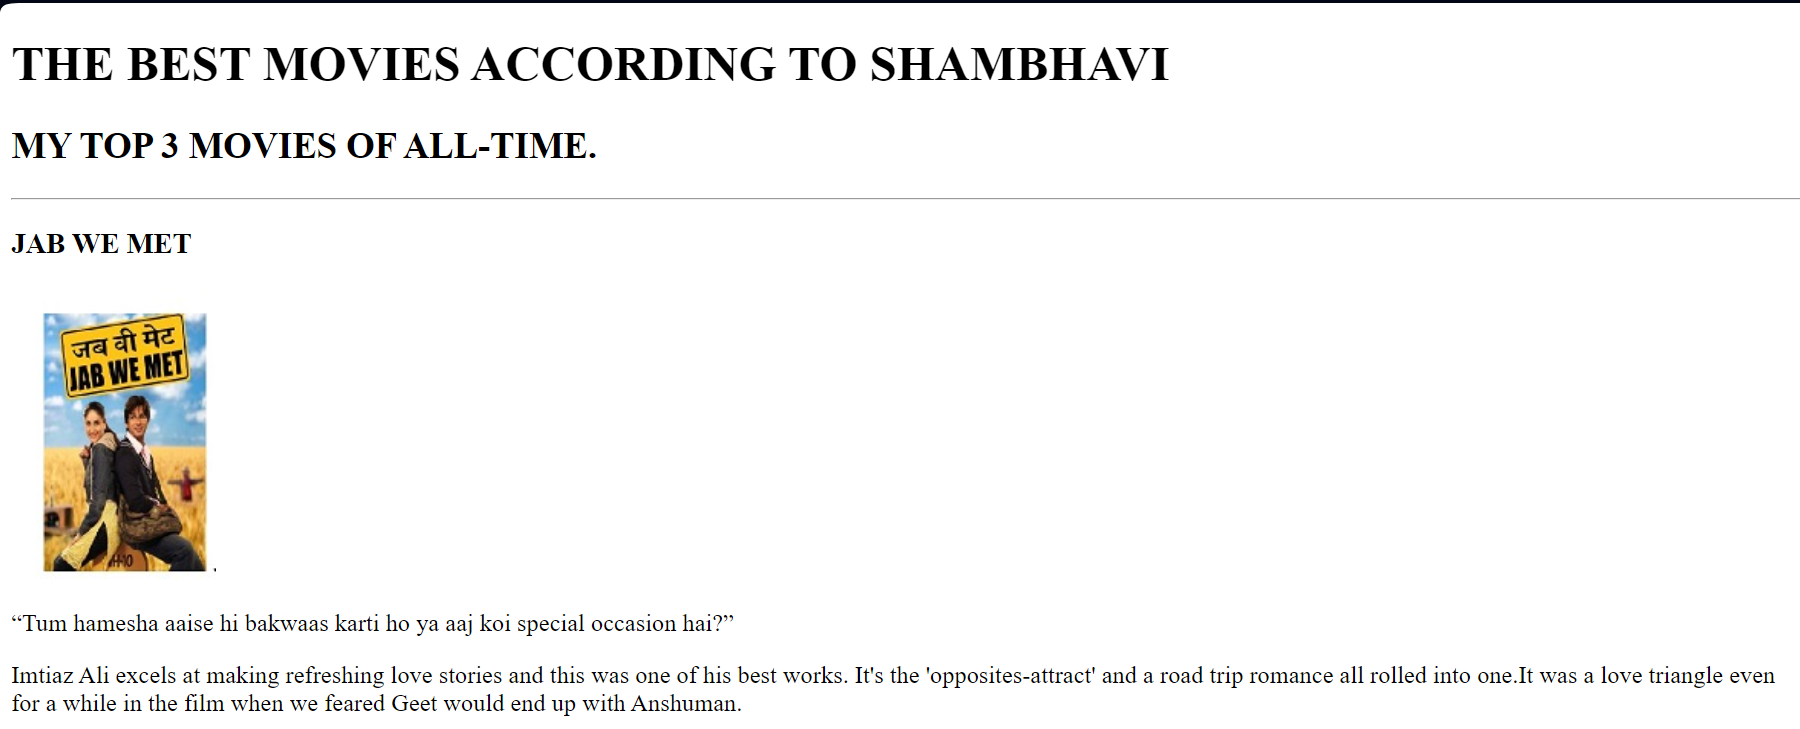 THE BEST MOVIES ACCORDING TO SHAMBHAVI
MY TOP 3 MOVIES OF ALL-TIME.
JAB WE MET
जब वी मेट
JAB WE MET
.
“Tum hamesha aaise hi bakwaas karti ho ya aaj koi special occasion hai?”
Imtiaz Ali excels at making refreshing love stories and this was one of his best works. It's the 'opposites-attract' and a road trip romance all rolled into one.It was a love triangle even
for a while in the film when we feared Geet would end up with Anshuman.